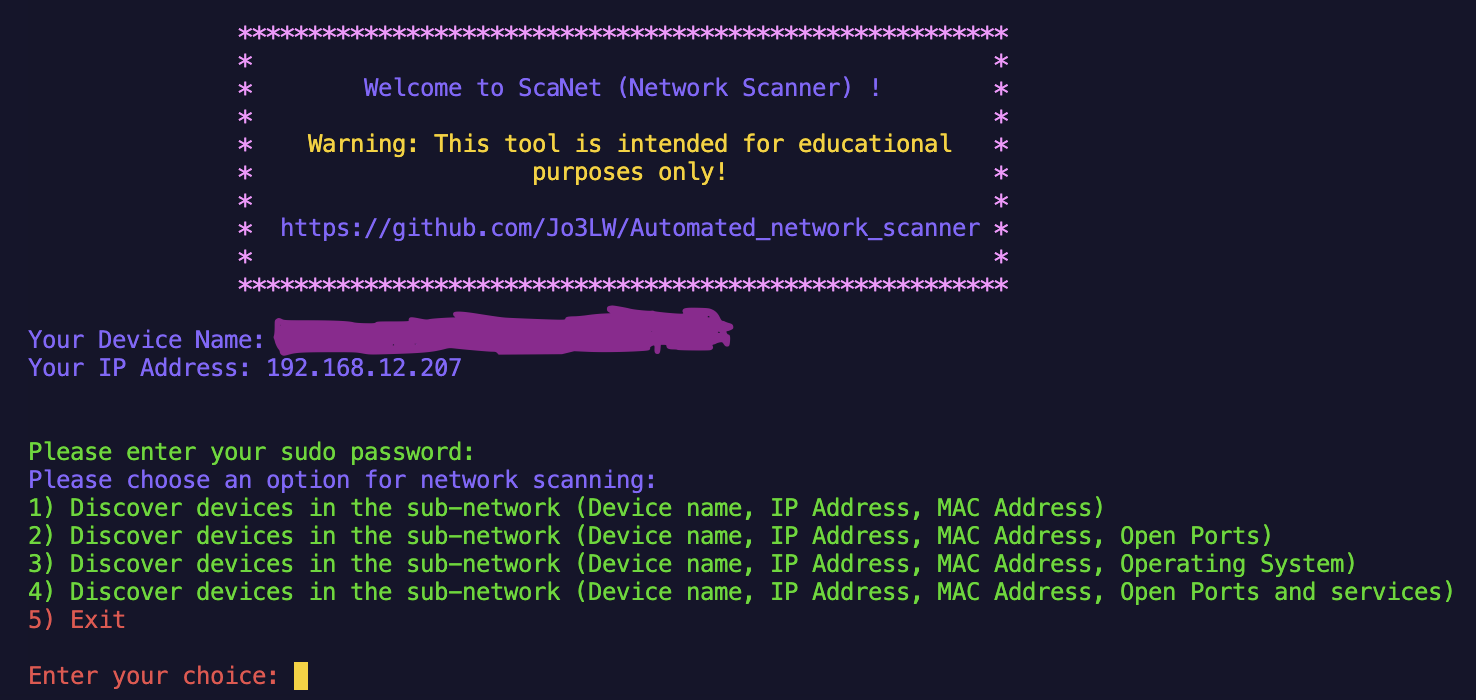 *******************************************************
* *
* Welcome to ScaNet (Network Scanner) ! *
* *
* Warning: This tool is intended for educational *
* purposes only! *
* *
* https://github.com/Jo3LW/Automated_network_scanner *
* *
*******************************************************
Your Device Name:
Your IP Address: 192.168.12.207
Please enter your sudo password:
Please choose an option for network scanning:
1) Discover devices in the sub-network (Device name, IP Address, MAC Address)
2) Discover devices in the sub-network (Device name, IP Address, MAC Address, Open Ports)
3) Discover devices in the sub-network (Device name, IP Address, MAC Address, Operating System)
4) Discover devices in the sub-network (Device name, IP Address, MAC Address, Open Ports and services)
5) Exit
Enter your choice: